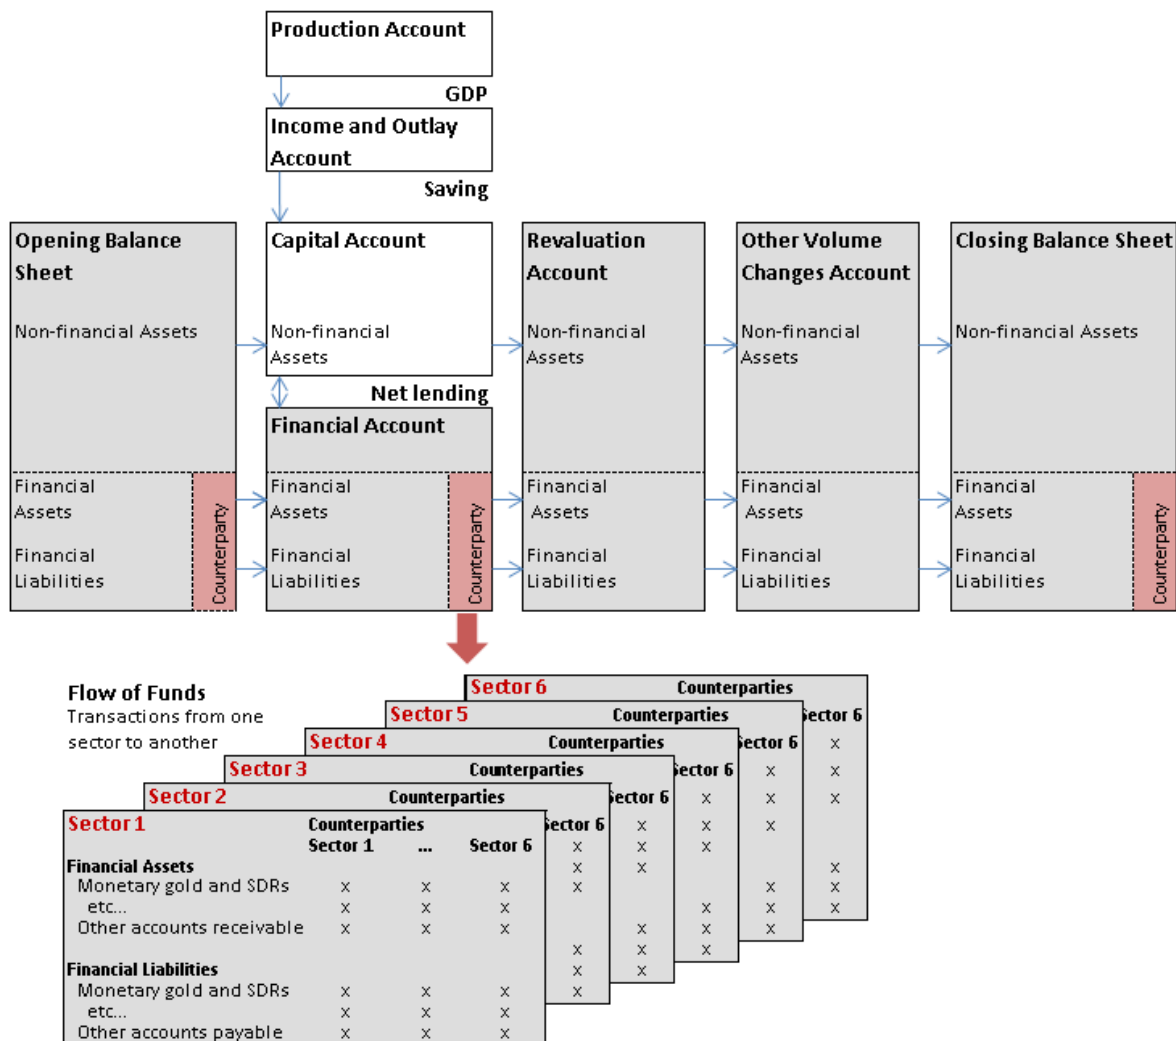 Production Account
GDP
Income and Outlay
Account
Saving
Opening Balance
Sheet
Non-financial Assets
Financial
Assets
Financial
Liabilities
Counterparty
Capital Account
Non-financial
Assets
Net lending
Financial Account
Financial
Assets
Financial
Liabilities
Counterparty
Revaluation
Account
Non-financial
Assets
Financial
Assets
Financial
Liabilities
Other Volume
Changes Account
Non-financial
Assets
Financial
Assets
Financial
Liabilities
Closing Balance Sheet
Non-financial Assets
Financial
Assets
Financial
Liabilities
Counterparty
Flow of Funds
Transactions from one
sector to another
Sector 6 Counterparties
Sector 6
x
x
x
x
x
x
Sector 5 Counterparties
Sector 6
x
x
x
x
x
x
Sector 4 Counterparties
Sector 6
x
x
x
x
x
x
Sector 3 Counterparties
Sector 6
x
x
x
x
x
x
Sector 2 Counterparties
Sector 6
x
x
x
x
x
x
Sector 1 Counterparties
Sector 1 ... Sector 6
Financial Assets
Monetary gold and SDRs x x x
etc... x x x
Other accounts receivable x x x
Financial Liabilities
Monetary gold and SDRs x x x
etc... x x x
Other accounts payable x x x